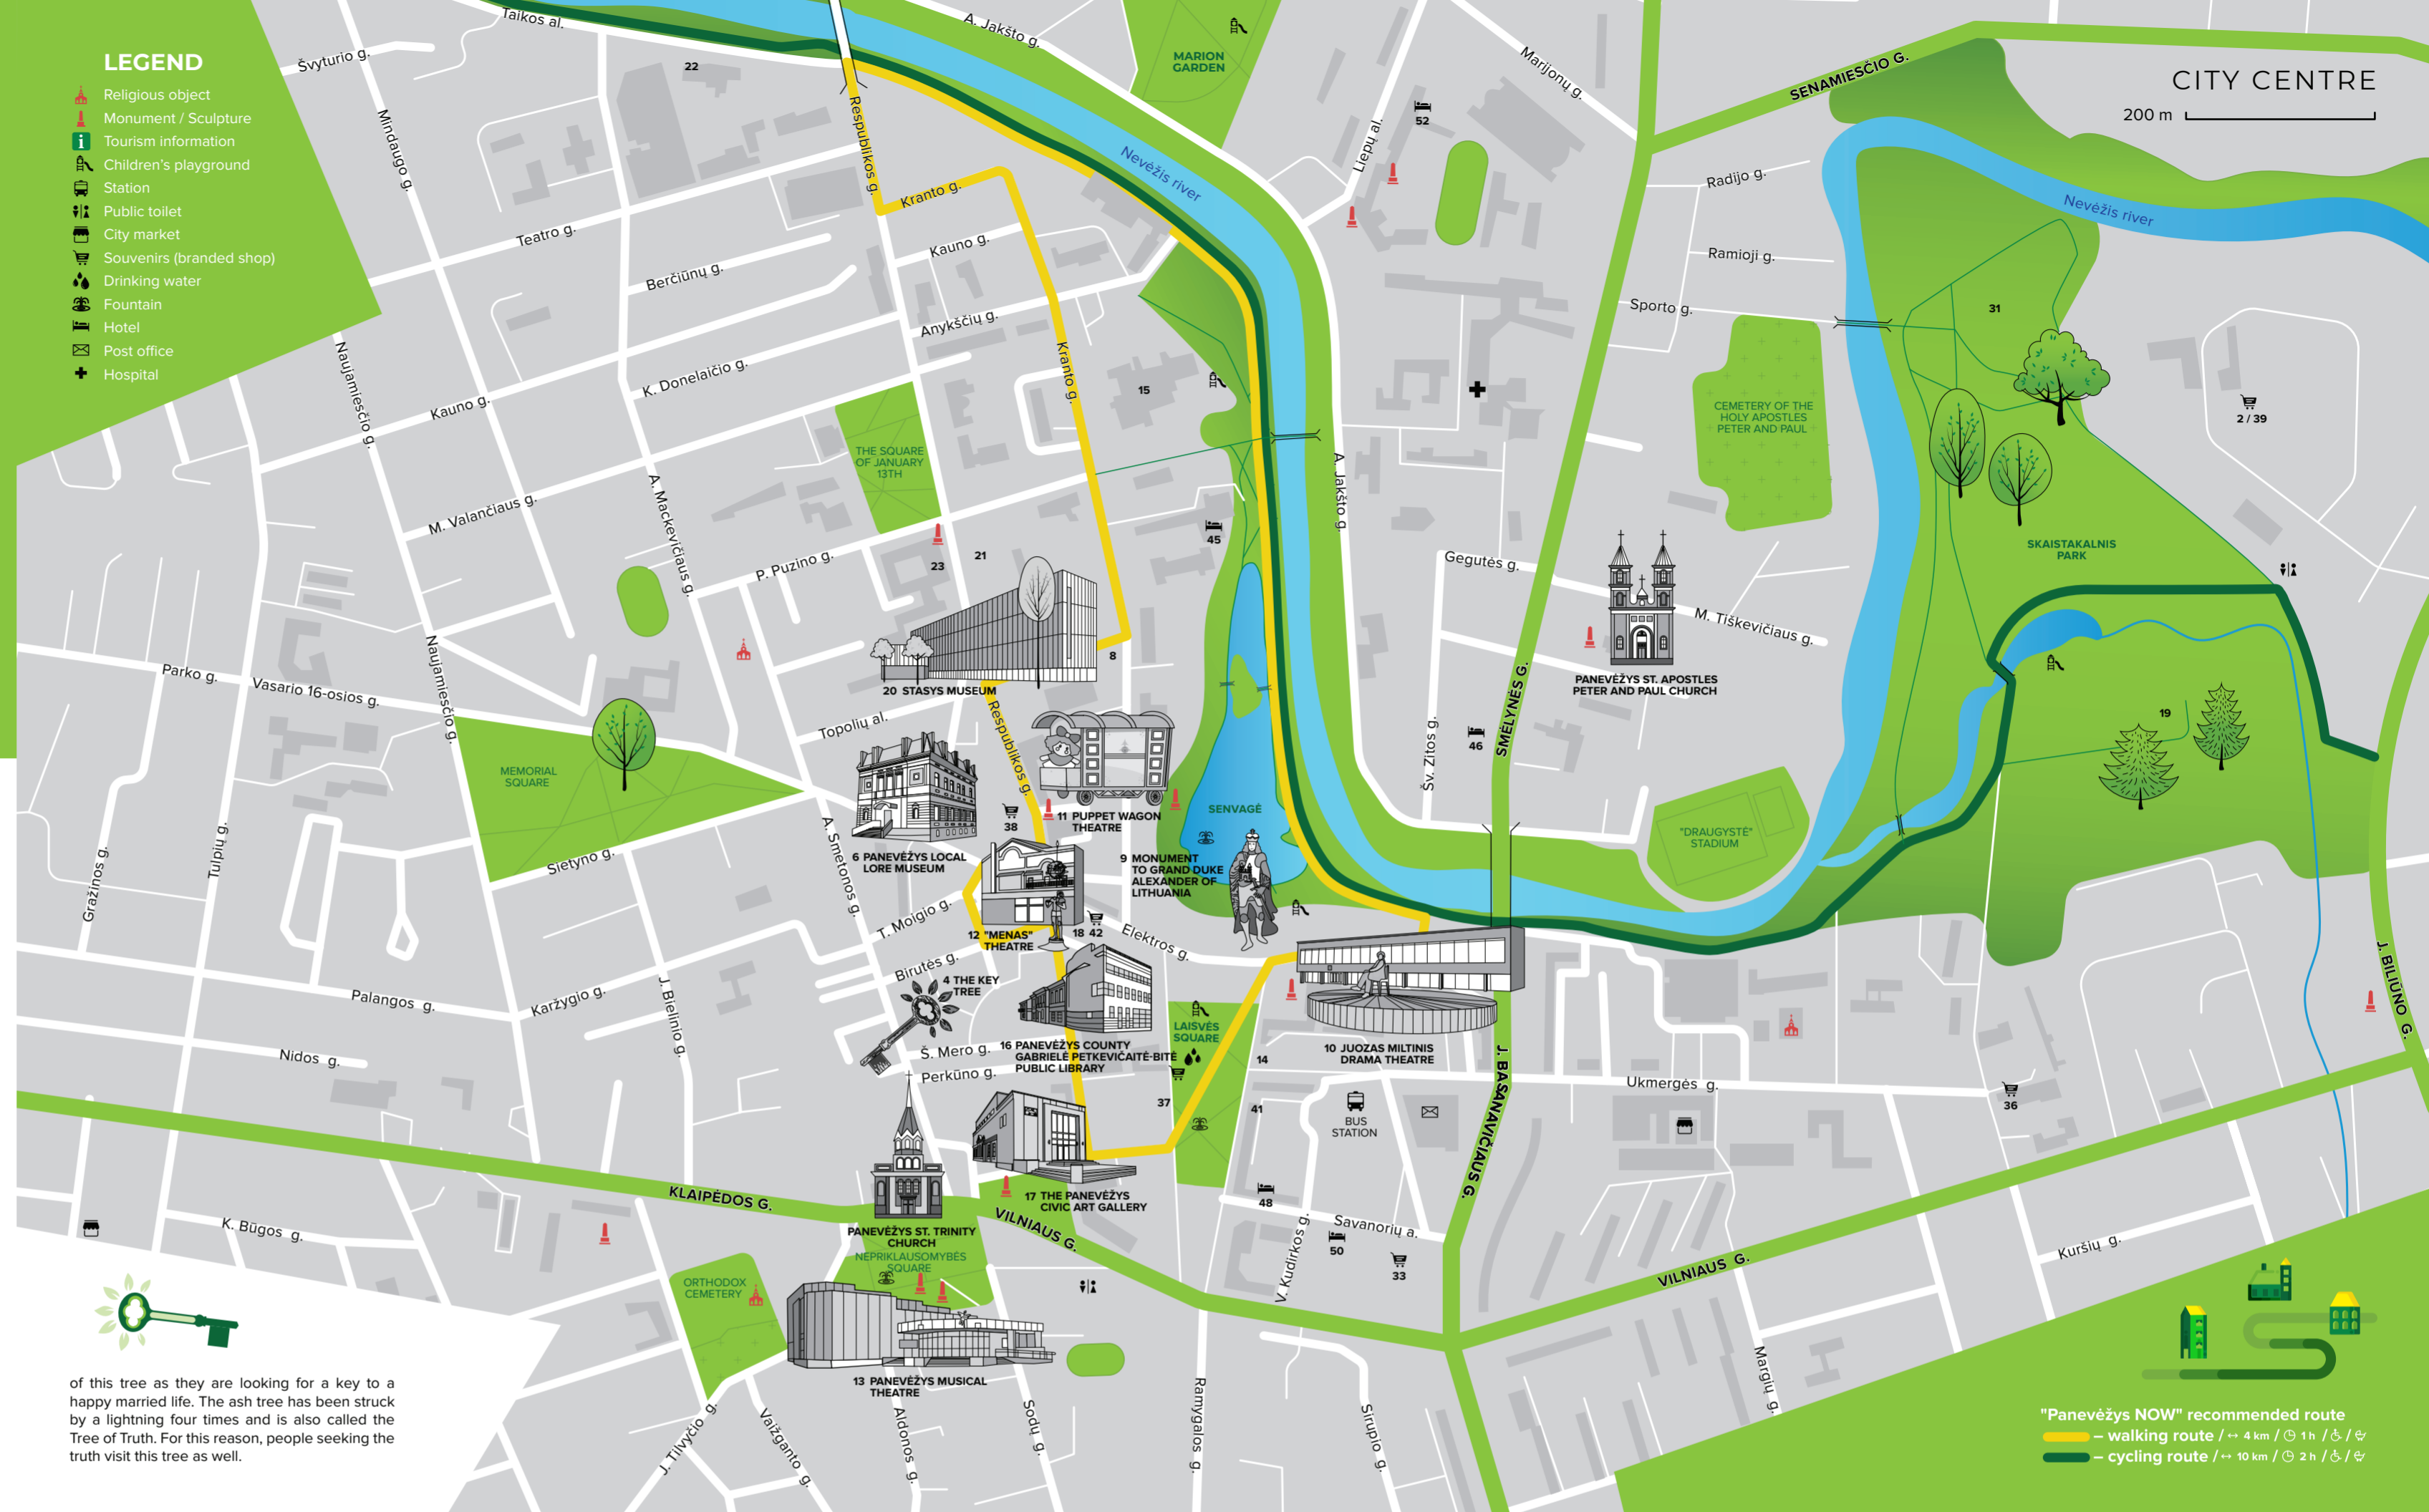 LEGEND
Religious object
Monument / Sculpture
i
Tourism information
Children's playground
Station
Public toilet
City market
Souvenirs (branded shop)
Drinking water
Fountain
Hotel
Post office
Hospital
CITY CENTRE
200 m
Taikos al.
Švyturio g.
22
Mindaugo g.
A. Jakšto g.
MARION
GARDEN
Marijonų g.
SENAMIESČIO G.
52
Liepų al.
Respublikos g.
Kranto g.
Nevėžis river
Radijo g.
Nevėžis river
Teatro g.
Kauno g.
Ramioji g.
Berčiūnų g.
Sporto g.
31
Anykščių g.
Naujamiesčio g.
K. Donelaičio g.
Kranto g.
15
Kauno g.
CEMETERY OF THE
HOLY APOSTLES
PETER AND PAUL
2 / 39
THE SQUARE
OF JANUARY
13TH
A. Jakšto g.
M. Valančiaus g.
A. Mackevičiaus g.
45
SKAISTAKALNIS
PARK
P. Puzino g.
23
21
Gegutės g.
M. Tiškevičiaus g.
8
Parko g.
Vasario 16-osios g.
Naujamiesčio g.
20 STASYS MUSEUM
PANEVĖŽYS ST. APOSTLES
PETER AND PAUL CHURCH
SMĖLYNĖS G.
Šv. Zitos g.
46
19
Topolių al.
Respublikos g.
MEMORIAL
SQUARE
38
11 PUPPET WAGON
THEATRE
SENVAGĖ
"DRAUGYSTĖ"
STADIUM
A. Smetonos g.
Gražinos g.
Tulpių g.
Sietyno g.
6 PANEVĖŽYS LOCAL
LORE MUSEUM
9 MONUMENT
TO GRAND DUKE
ALEXANDER OF
LITHUANIA
T. Moigio g.
12 "MENAS"
THEATRE
18 42
Elektros g.
Birutės g.
4 THE KEY
TREE
Palangos g.
Karžygio g.
J. Bielinio g.
J. BILIŪNO G.
LAISVĖS
SQUARE
Nidos g.
Š. Mero g.
16 PANEVĖŽYS COUNTY
GABRIELĖ PETKEVIČAITĖ-BITĖ
PUBLIC LIBRARY
Perkūno g.
14
10 JUOZAS MILTINIS
DRAMA THEATRE
J. BASANAVIČIAUS G.
Ukmergės g.
36
37
41
BUS
STATION
KLAIPĖDOS G.
17 THE PANEVĖŽYS
CIVIC ART GALLERY
48
VILNIAUS G.
K. Būgos g.
PANEVĖŽYS ST. TRINITY
CHURCH
NEPRIKLAUSOMYBĖS
SQUARE
Savanorių a.
50
33
V. Kudirkos g.
VILNIAUS G.
Kuršių g.
ORTHODOX
CEMETERY
13 PANEVĖŽYS MUSICAL
THEATRE
J. Tilvyčio g.
Vaižganto g.
Aldonos g.
Sodų g.
Ramygalos g.
Sirupio g.
Margių g.
of this tree as they are looking for a key to a
happy married life. The ash tree has been struck
by a lightning four times and is also called the
Tree of Truth. For this reason, people seeking the
truth visit this tree as well.
"Panevėžys NOW" recommended route
– walking route / ↔ 4 km / 1 h / /
– cycling route / ↔ 10 km / 2 h / /